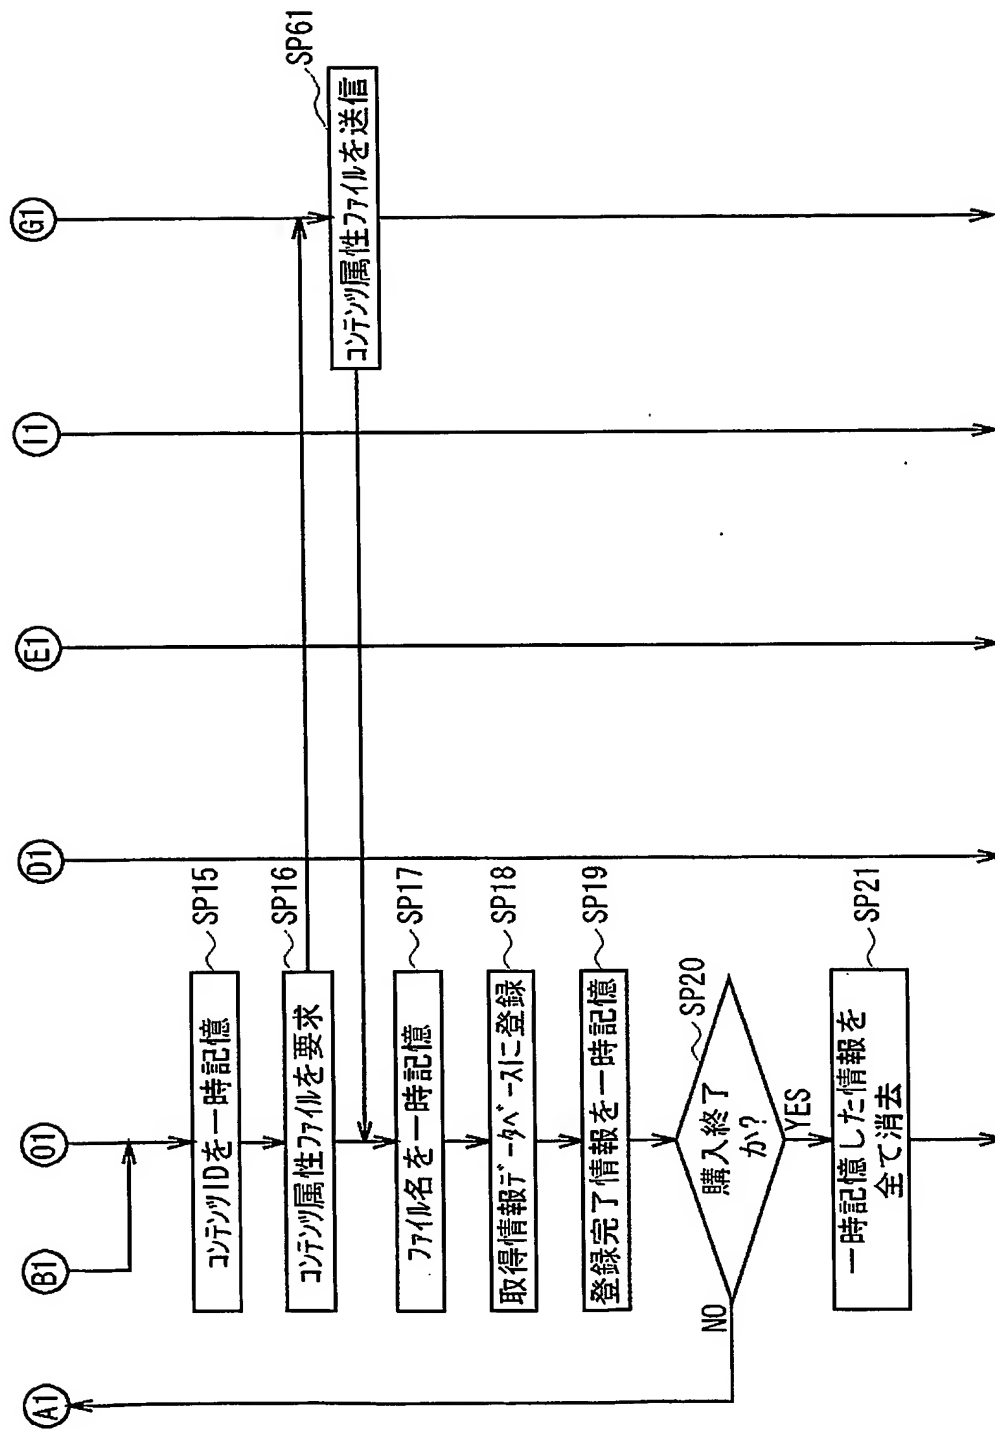 A1
B1
O1
D1
E1
I1
G1
コンテンツIDを一時記憶
SP15
コンテンツ属性ファイルを要求
SP16
コンテンツ属性ファイルを送信
SP61
ファイル名を一時記憶
SP17
取得情報データベースに登録
SP18
登録完了情報を一時記憶
SP19
購入終了
か?
SP20
NO
YES
一時記憶した情報を
全て消去
SP21